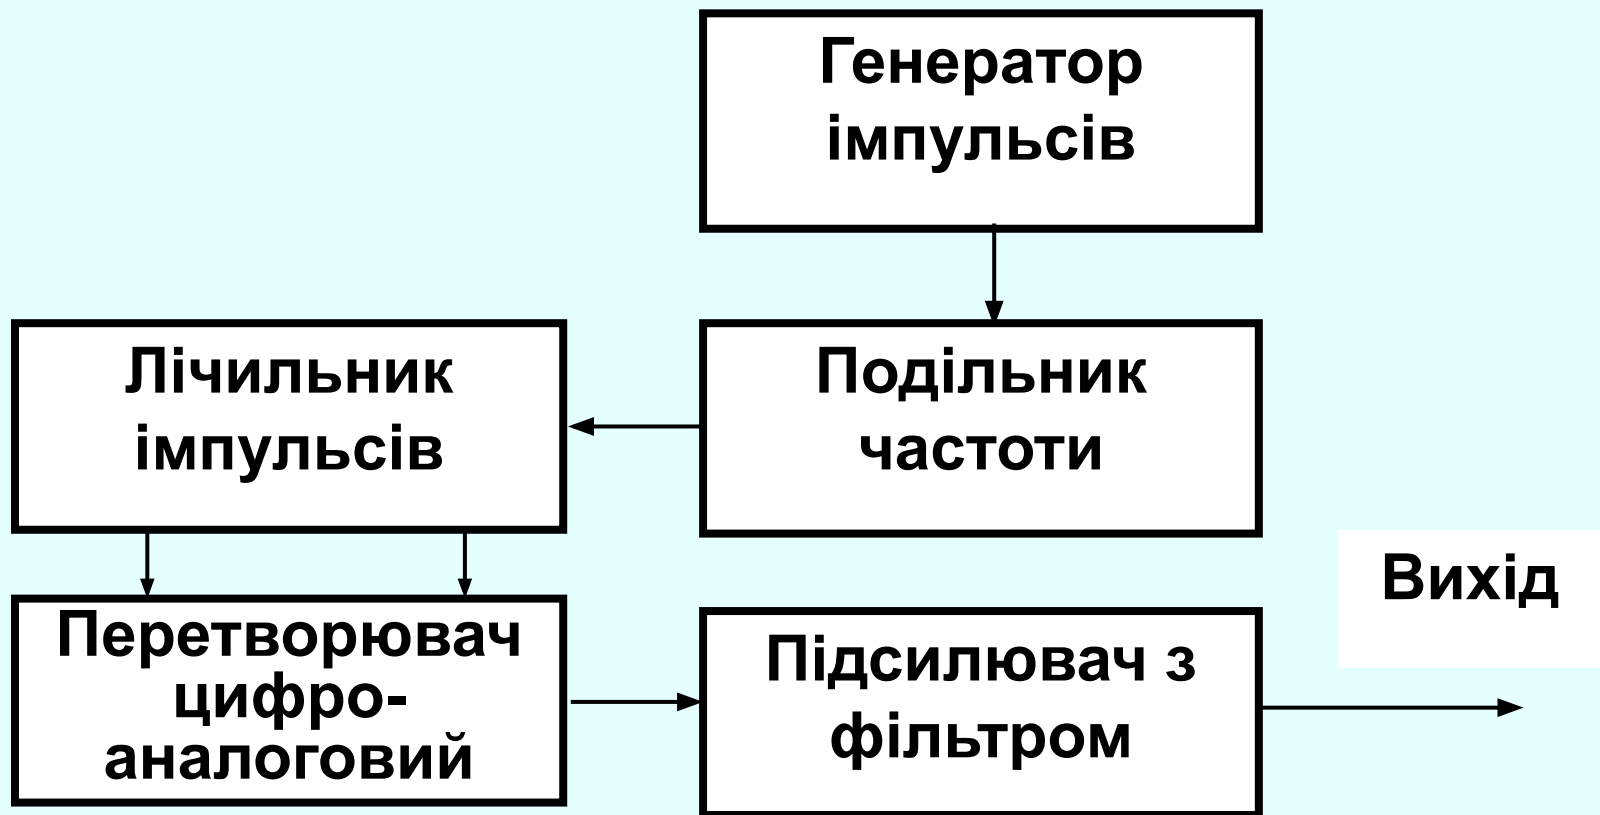 Генератор
імпульсів
Лічильник
імпульсів
Подільник
частоти
Вихід
Перетворювач
цифро-
аналоговий
Підсилювач з
фільтром